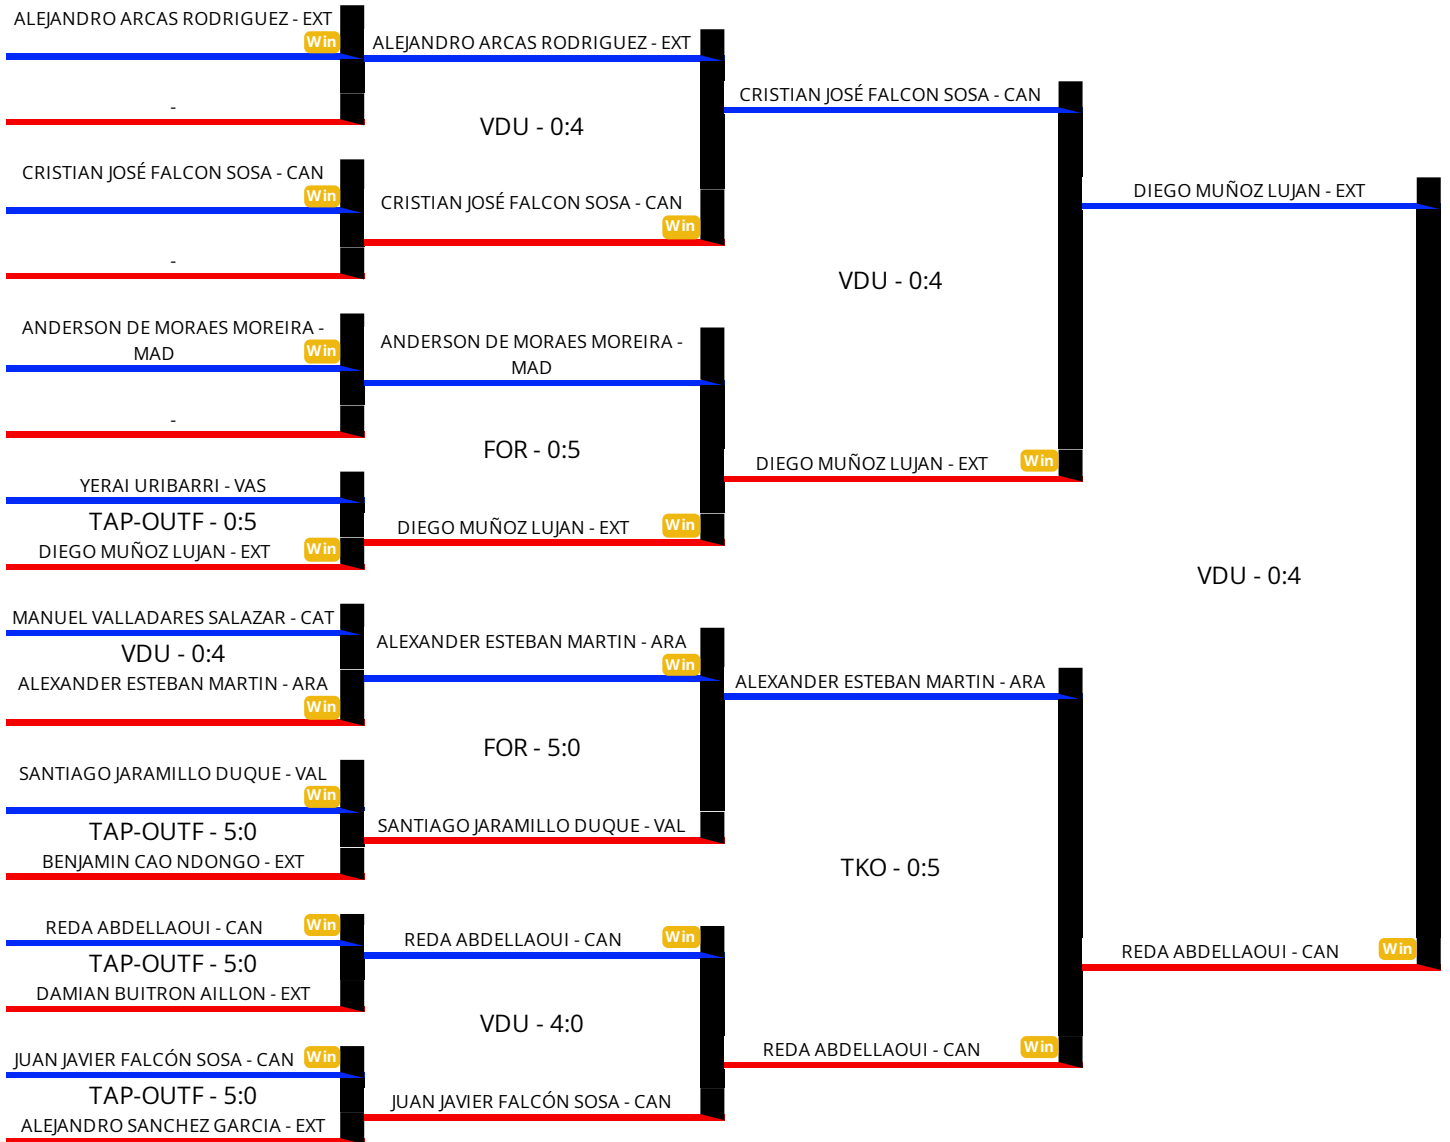 ALEJANDRO ARCAS RODRIGUEZ - EXT
Win
-
CRISTIAN JOSÉ FALCON SOSA - CAN
Win
-
ANDERSON DE MORAES MOREIRA -
MAD
Win
-
YERAI URIBARRI - VAS
TAP-OUTF - 0:5
DIEGO MUÑOZ LUJAN - EXT
Win
MANUEL VALLADARES SALAZAR - CAT
VDU - 0:4
ALEXANDER ESTEBAN MARTIN - ARA
Win
SANTIAGO JARAMILLO DUQUE - VAL
Win
TAP-OUTF - 5:0
BENJAMIN CAO NDONGO - EXT
REDA ABDELLAOUI - CAN
Win
TAP-OUTF - 5:0
DAMIAN BUITRON AILLON - EXT
JUAN JAVIER FALCÓN SOSA - CAN
Win
TAP-OUTF - 5:0
ALEJANDRO SANCHEZ GARCIA - EXT
ALEJANDRO ARCAS RODRIGUEZ - EXT
VDU - 0:4
CRISTIAN JOSÉ FALCON SOSA - CAN
Win
ANDERSON DE MORAES MOREIRA -
MAD
FOR - 0:5
DIEGO MUÑOZ LUJAN - EXT
Win
ALEXANDER ESTEBAN MARTIN - ARA
Win
FOR - 5:0
SANTIAGO JARAMILLO DUQUE - VAL
REDA ABDELLAOUI - CAN
Win
VDU - 4:0
JUAN JAVIER FALCÓN SOSA - CAN
CRISTIAN JOSÉ FALCON SOSA - CAN
VDU - 0:4
DIEGO MUÑOZ LUJAN - EXT
Win
ALEXANDER ESTEBAN MARTIN - ARA
TKO - 0:5
REDA ABDELLAOUI - CAN
Win
DIEGO MUÑOZ LUJAN - EXT
VDU - 0:4
REDA ABDELLAOUI - CAN
Win